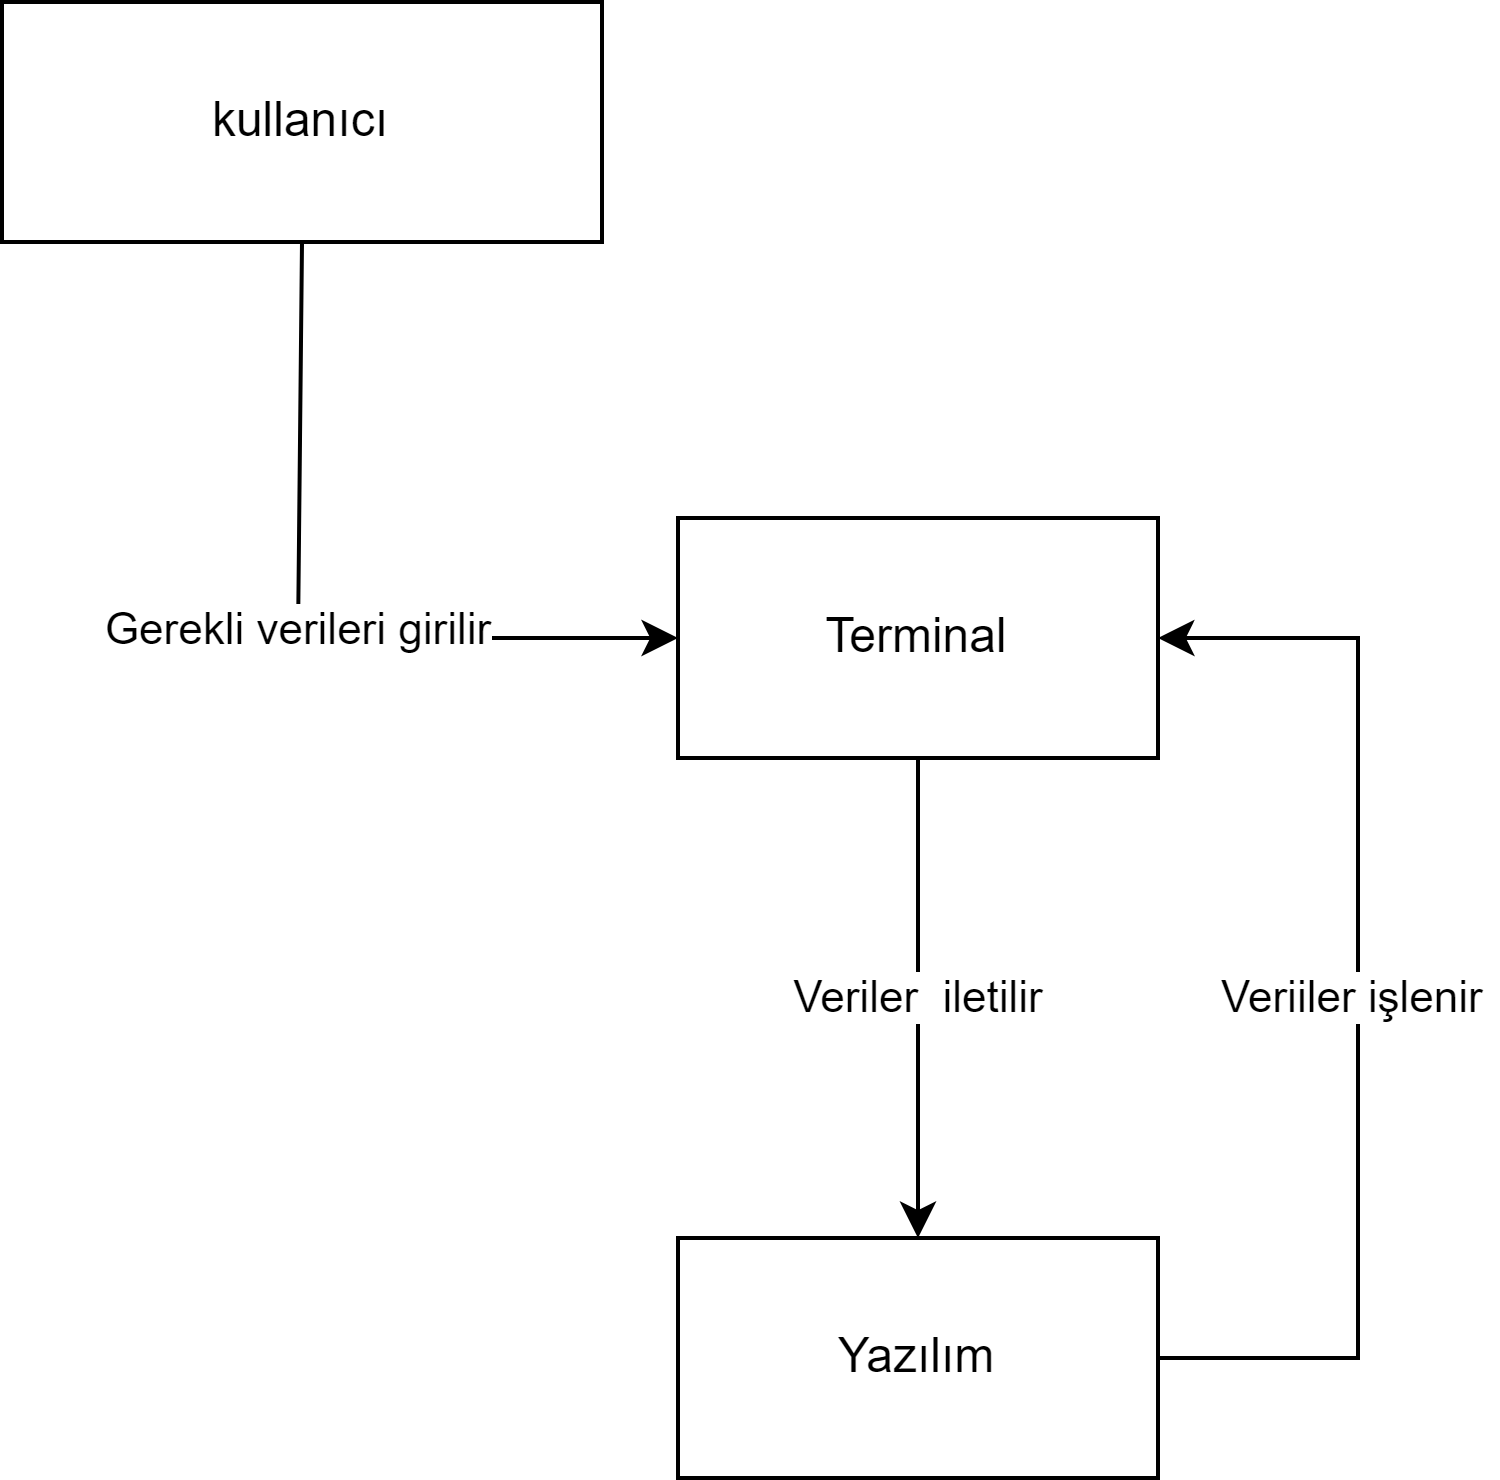 kullanıcı
Gerekli verileri girilir
Terminal
Veriler  iletilir
Veriiler işlenir
Yazılım